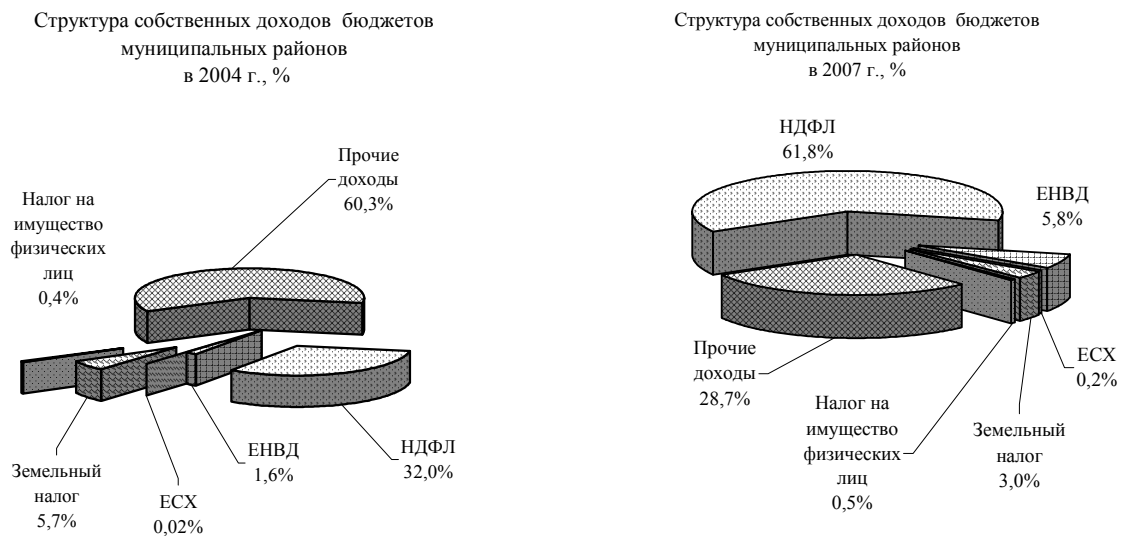 Структура собственных доходов бюджетов
муниципальных районов
в 2004 г., %
Прочие
доходы
60,3%
Налог на
имущество
физических
лиц
0,4%
Земельный
налог
5,7%
ЕСХ
0,02%
ЕНВД
1,6%
НДФЛ
32,0%
Структура собственных доходов бюджетов
муниципальных районов
в 2007 г., %
НДФЛ
61,8%
ЕНВД
5,8%
Прочие
доходы
28,7%
Налог на
имущество
физических
лиц
0,5%
Земельный
налог
3,0%
ЕСХ
0,2%